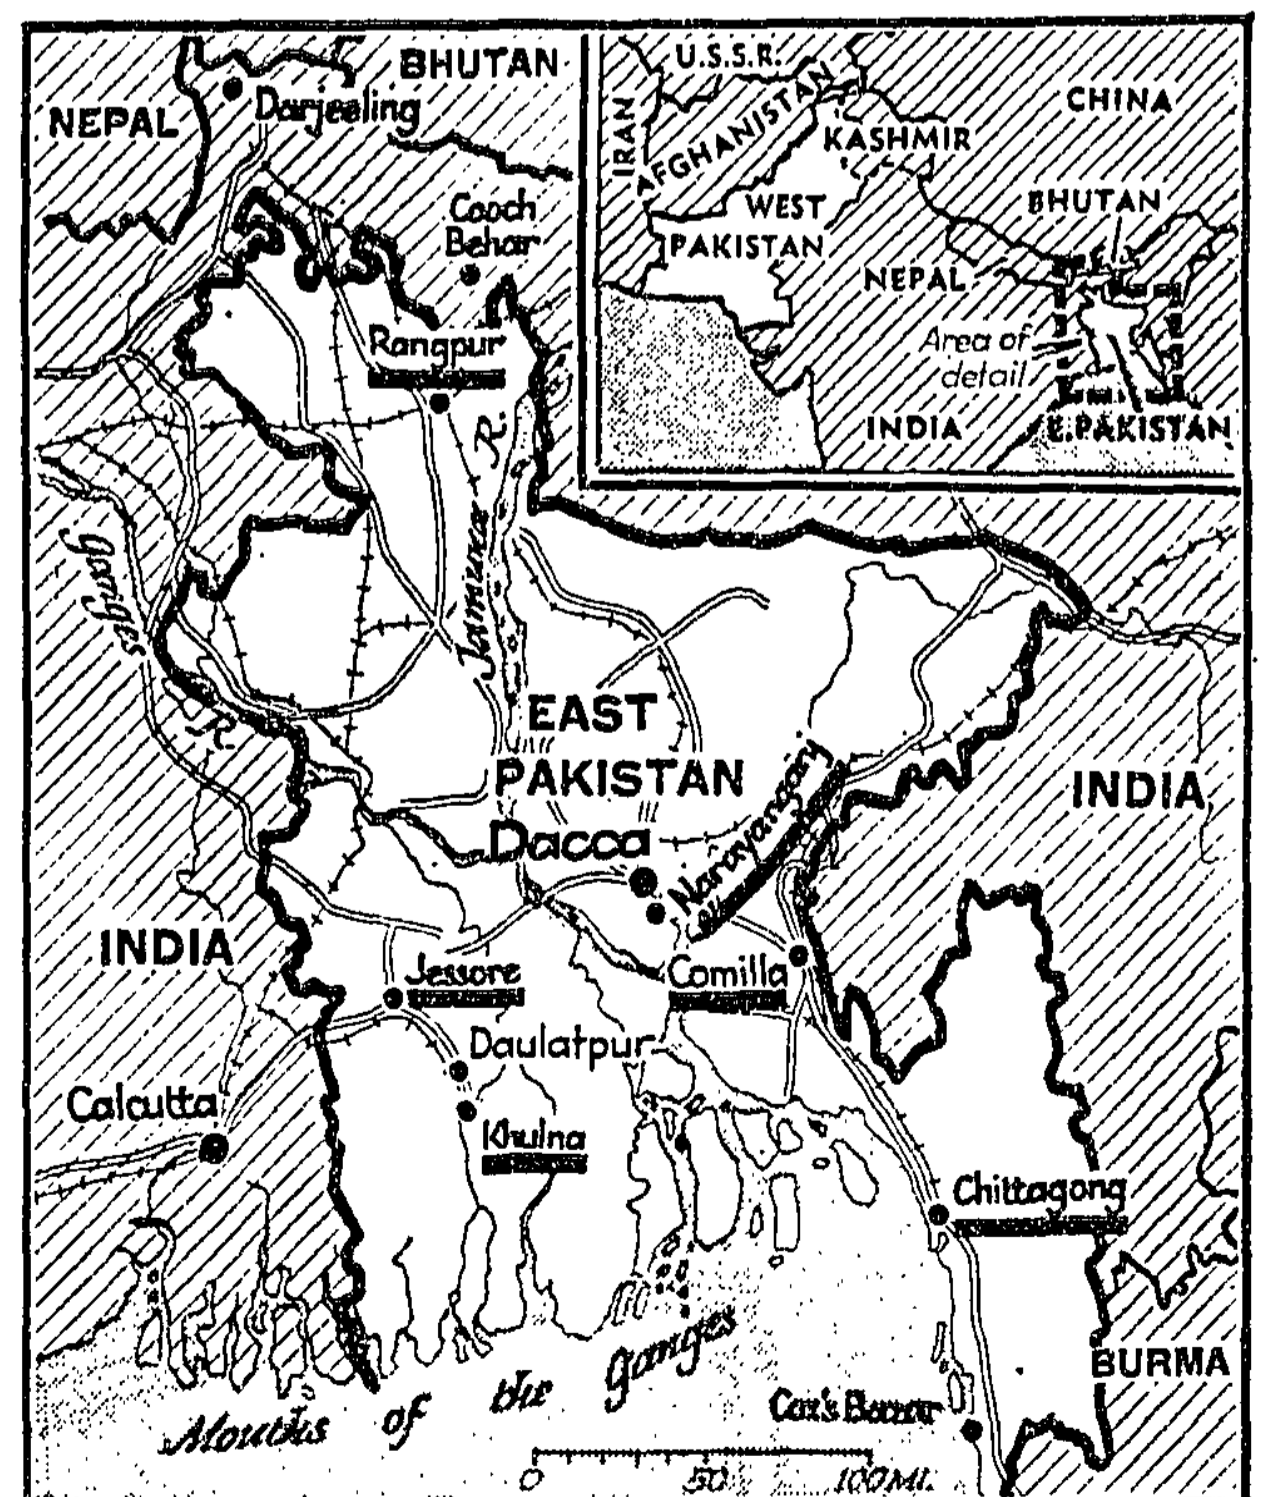 BHUTAN
NEPAL
Darjeeling
Cooch
Behar
Rangpur
Jamuna R.
Ganges
R.
EAST
PAKISTAN
Dacca
Narayanganj
INDIA
INDIA
Jessore
Comilla
Daulatpur
Calcutta
Khulna
Chittagong
BURMA
Cox's Bazar
Mouths of the Ganges
0 50 100 MI.
U.S.S.R.
IRAN
AFGHANISTAN
KASHMIR
CHINA
WEST
PAKISTAN
BHUTAN
NEPAL
Area of
detail
INDIA
E.PAKISTAN